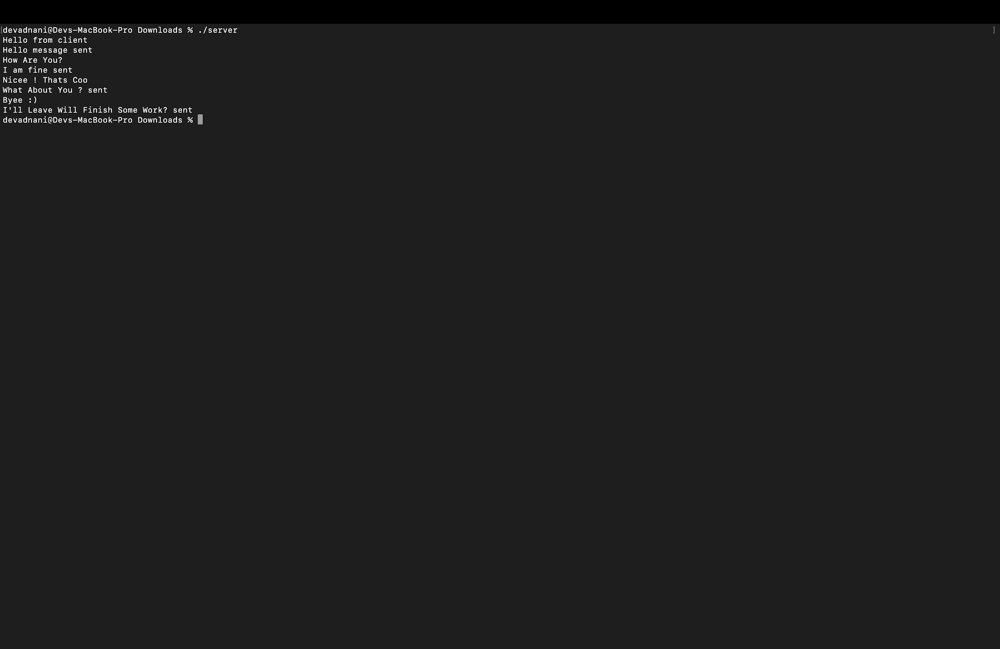 [devadnani@Devs-MacBook-Pro Downloads % ./server ]
Hello from client
Hello message sent
How Are You?
I am fine sent
Nicee ! Thats Coo
What About You ? sent
Byee :)
I'll Leave Will Finish Some Work? sent
devadnani@Devs-MacBook-Pro Downloads %